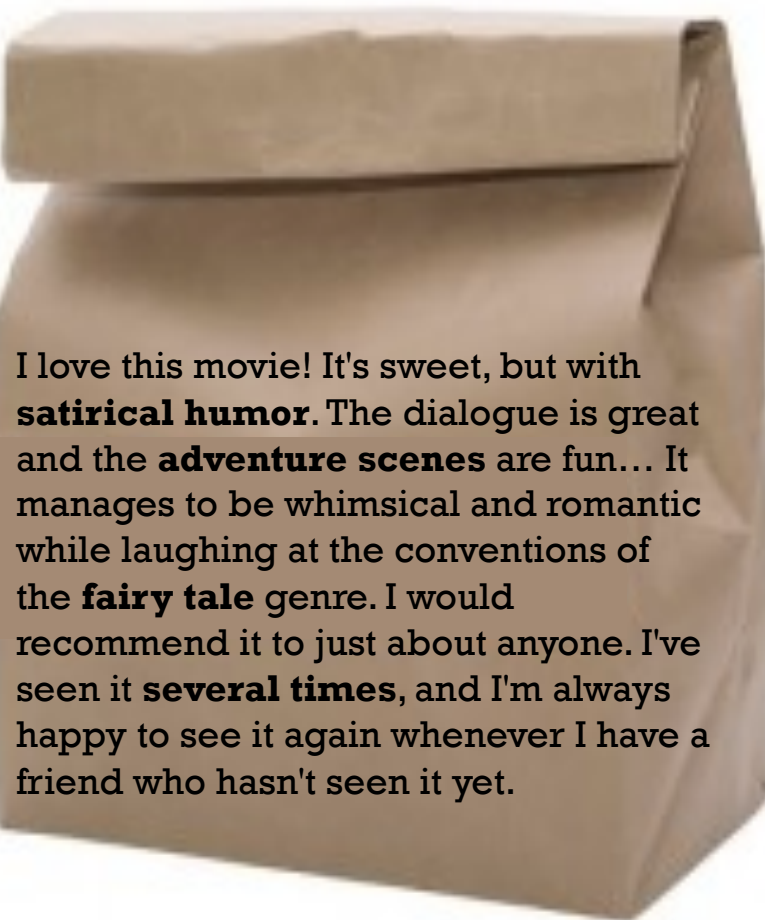 I love this movie! It's sweet, but with
satirical humor. The dialogue is great
and the adventure scenes are fun... It
manages to be whimsical and romantic
while laughing at the conventions of
the fairy tale genre. I would
recommend it to just about anyone. I've
seen it several times, and I'm always
happy to see it again whenever I have a
friend who hasn't seen it yet.